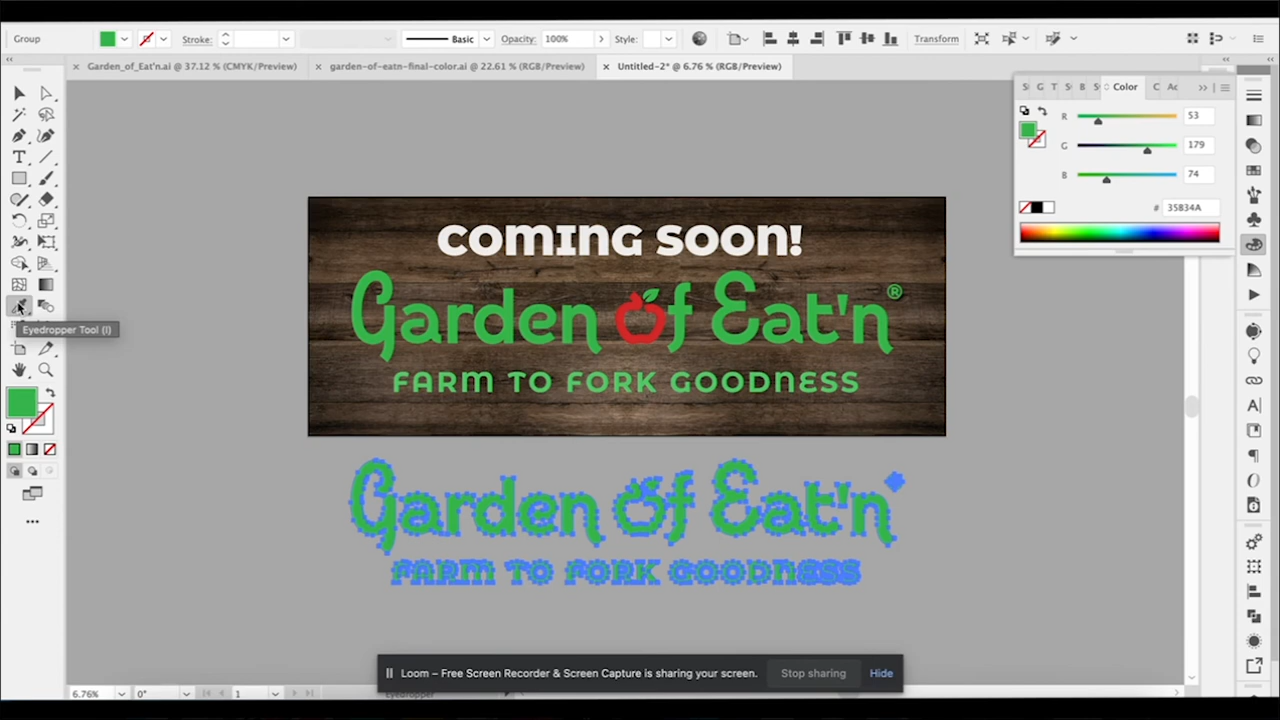 Group
Stroke:
Basic
Opacity:
100%
Style:
Transform
Garden_of_Eat'n.ai @ 37.12 % (CMYK/Preview)
garden-of-eatn-final-color.ai @ 22.61 % (RGB/Preview)
Untitled-2* @ 6.76 % (RGB/Preview)
S G T S B S Color C Ac
R 53
G 179
B 74
# 35B34A
COMING SOON!
Garden of Eat'n®
FARM TO FORK GOODNESS
Eyedropper Tool (I)
Garden of Eat'n
FARM TO FORK GOODNESS
Loom – Free Screen Recorder & Screen Capture is sharing your screen.
Stop sharing
Hide
6.76%
0°
1
Eyedropper